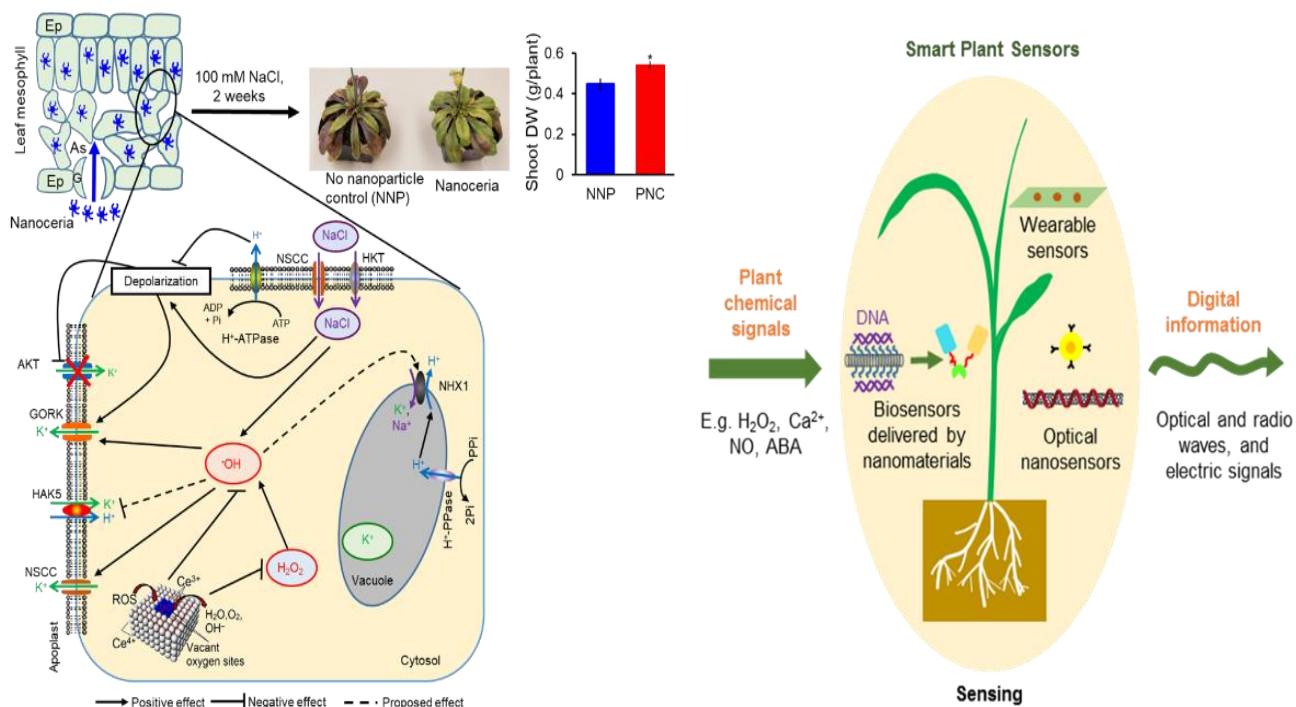 Ep
Leaf mesophyll
As
Ep
G
Nanoceria
100 mM NaCl,
2 weeks
No nanoparticle
control (NNP)
Nanoceria
Shoot DW (g/plant)
0.6
0.4
0.2
0
*
NNP
PNC
H⁺
NaCl
NSCC
HKT
Depolarization
ADP
+ Pi
ATP
H⁺-ATPase
NaCl
AKT
K⁺
GORK
K⁺
HAK5
K⁺
H⁺
NSCC
K⁺
Apoplast
•OH
H₂O₂
H⁺
NHX1
K⁺,
Na⁺
H⁺
PPi
2Pi
H⁺-PPase
K⁺
Vacuole
Ce³⁺
ROS
H₂O,O₂,
OH⁻
Ce⁴⁺
Vacant
oxygen sites
Cytosol
Positive effect
Negative effect
Proposed effect
Smart Plant Sensors
Plant
chemical
signals
E.g. H₂O₂, Ca²⁺,
NO, ABA
DNA
Biosensors
delivered by
nanomaterials
Wearable
sensors
Optical
nanosensors
Digital
information
Optical and radio
waves, and
electric signals
Sensing